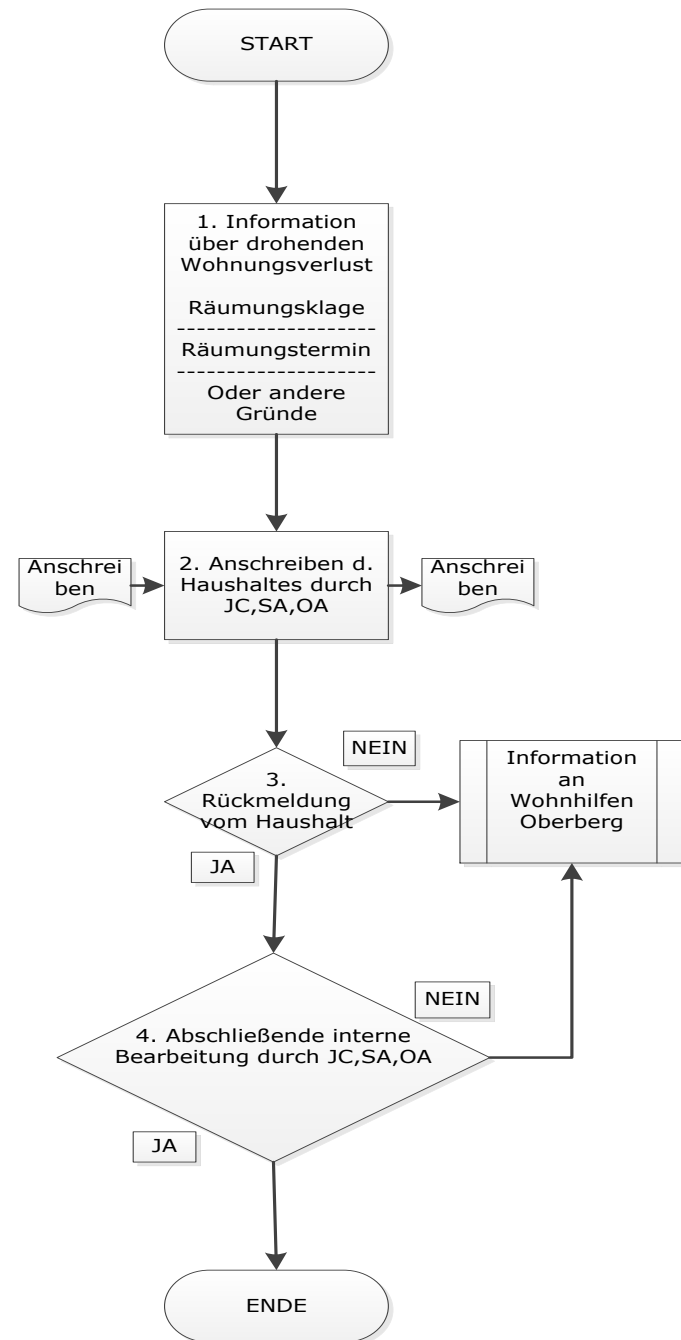 START
1. Information
über drohenden
Wohnungsverlust
Räumungsklage
-------------------------
Räumungstermin
-------------------------
Oder andere
Gründe
Anschrei
ben
2. Anschreiben d.
Haushaltes durch
JC,SA,OA
Anschrei
ben
NEIN
3.
Rückmeldung
vom Haushalt
Information
an
Wohnhilfen
Oberberg
JA
NEIN
4. Abschließende interne
Bearbeitung durch JC,SA,OA
JA
ENDE